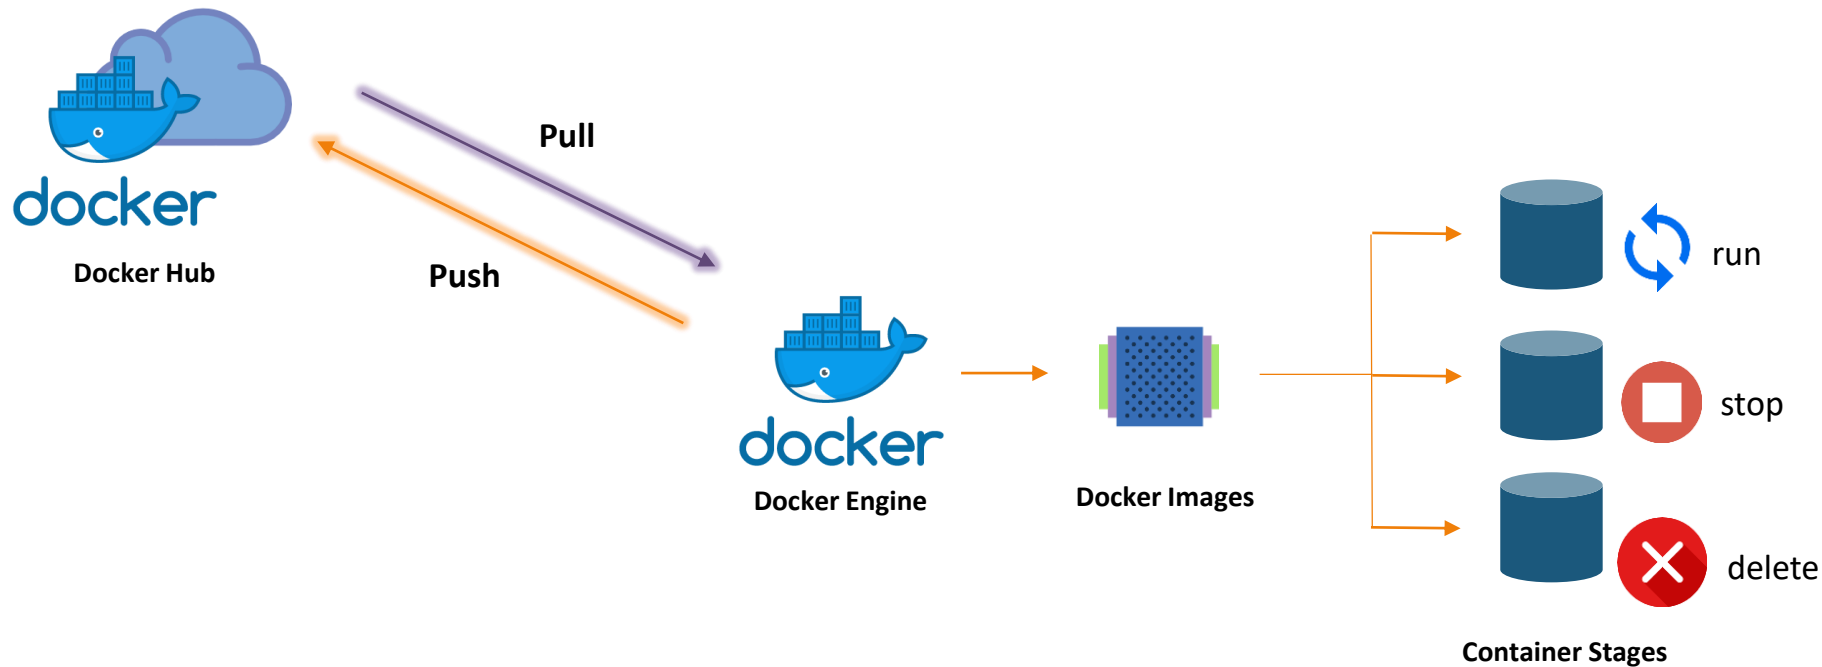 docker
Docker Hub
Pull
Push
docker
Docker Engine
Docker Images
run
stop
delete
Container Stages